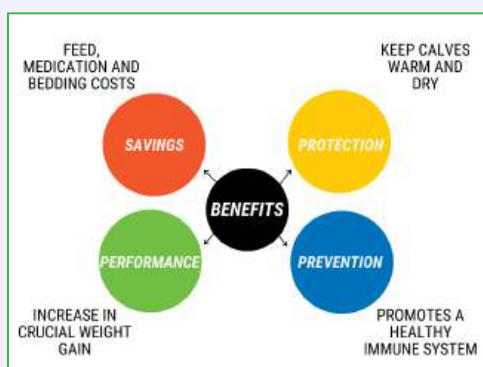 FEED,
MEDICATION AND
BEDDING COSTS
KEEP CALVES
WARM AND
DRY
SAVINGS
PROTECTION
BENEFITS
PERFORMANCE
PREVENTION
INCREASE IN
CRUCIAL WEIGHT
GAIN
PROMOTES A
HEALTHY
IMMUNE SYSTEM